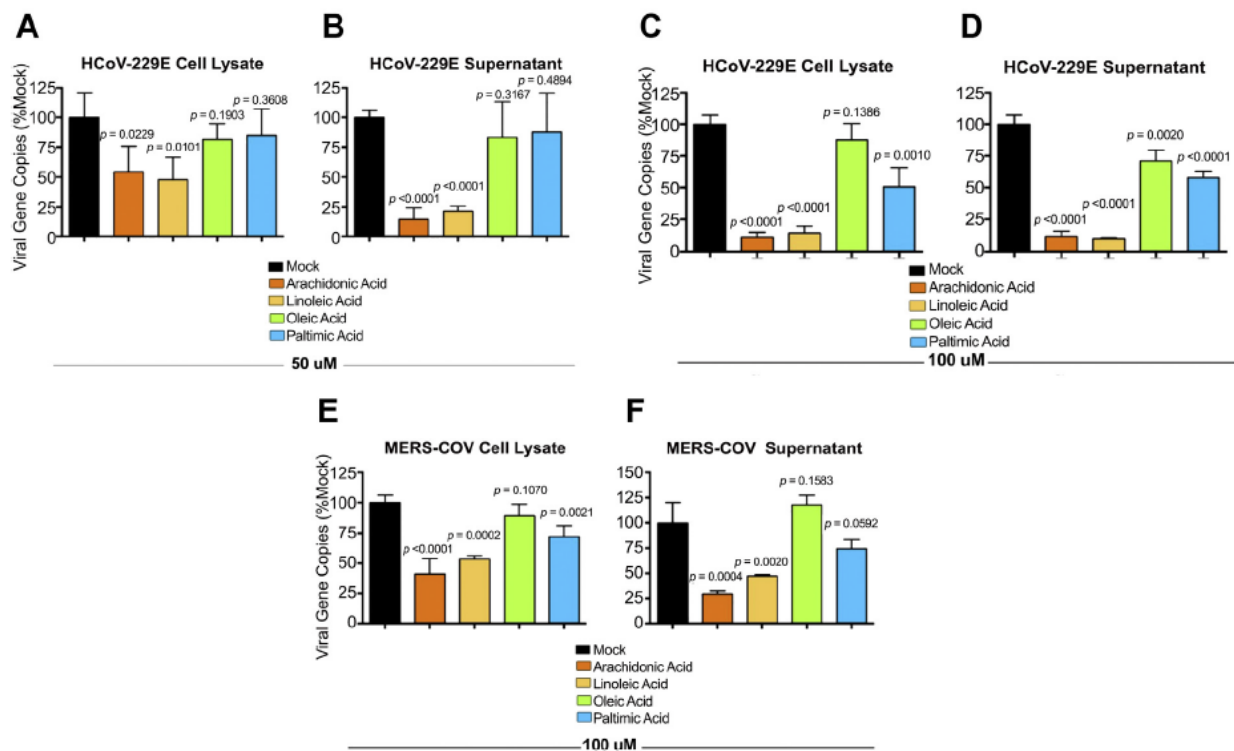 A
HCoV-229E Cell Lysate
Viral Gene Copies (%Mock)
125
100
75
50
25
0
p = 0.0229
p = 0.0101
p = 0.1903
p = 0.3608
B
HCoV-229E Supernatant
125
100
75
50
25
0
p <0.0001
p <0.0001
p = 0.3167
p = 0.4894
Mock
Arachidonic Acid
Linoleic Acid
Oleic Acid
Paltimic Acid
50 uM
C
HCoV-229E Cell Lysate
Viral Gene Copies (%Mock)
125
100
75
50
25
0
p <0.0001
p <0.0001
p = 0.1386
p = 0.0010
D
HCoV-229E Supernatant
125
100
75
50
25
0
p <0.0001
p <0.0001
p = 0.0020
p <0.0001
Mock
Arachidonic Acid
Linoleic Acid
Oleic Acid
Paltimic Acid
100 uM
E
MERS-COV Cell Lysate
Viral Gene Copies (%Mock)
125
100
75
50
25
0
p <0.0001
p = 0.0002
p = 0.1070
p = 0.0021
F
MERS-COV Supernatant
150
125
100
75
50
25
0
p = 0.0004
p = 0.0020
p = 0.1583
p = 0.0592
Mock
Arachidonic Acid
Linoleic Acid
Oleic Acid
Paltimic Acid
100 uM